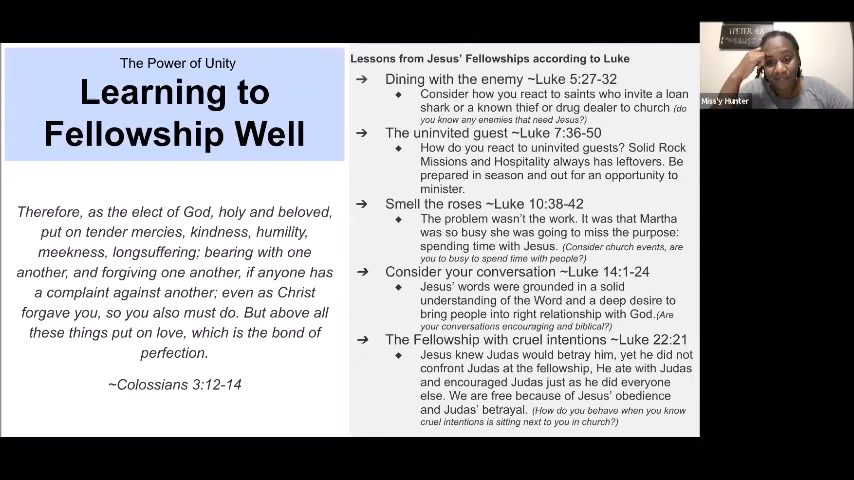 The Power of Unity
Learning to
Fellowship Well
Therefore, as the elect of God, holy and beloved,
put on tender mercies, kindness, humility,
meekness, longsuffering; bearing with one
another, and forgiving one another, if anyone has
a complaint against another; even as Christ
forgave you, so you also must do. But above all
these things put on love, which is the bond of
perfection.
~Colossians 3:12-14
Lessons from Jesus' Fellowships according to Luke
➔ Dining with the enemy ~Luke 5:27-32
◆ Consider how you react to saints who invite a loan
shark or a known thief or drug dealer to church (do
you know any enemies that need Jesus?)
➔ The uninvited guest ~Luke 7:36-50
◆ How do you react to uninvited guests? Solid Rock
Missions and Hospitality always has leftovers. Be
prepared in season and out for an opportunity to
minister.
➔ Smell the roses ~Luke 10:38-42
◆ The problem wasn't the work. It was that Martha
was so busy she was going to miss the purpose:
spending time with Jesus. (Consider church events, are
you to busy to spend time with people?)
➔ Consider your conversation ~Luke 14:1-24
◆ Jesus' words were grounded in a solid
understanding of the Word and a deep desire to
bring people into right relationship with God.(Are
your conversations encouraging and biblical?)
➔ The Fellowship with cruel intentions ~Luke 22:21
◆ Jesus knew Judas would betray him, yet he did not
confront Judas at the fellowship, He ate with Judas
and encouraged Judas just as he did everyone
else. We are free because of Jesus' obedience
and Judas' betrayal. (How do you behave when you know
cruel intentions is sitting next to you in church?)
Miss'y Hunter